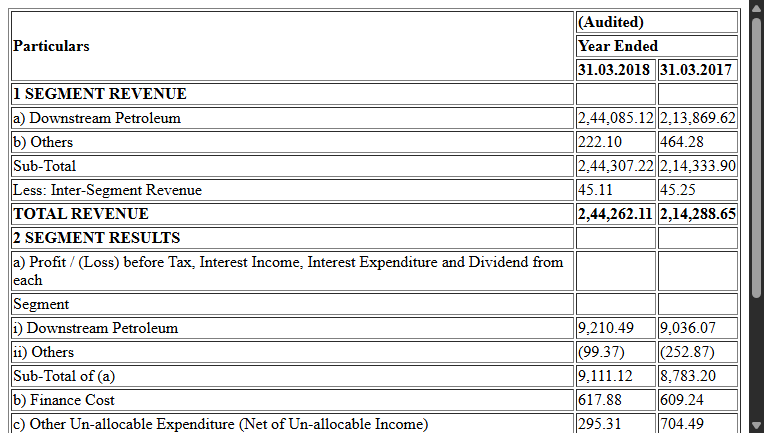 Particulars (Audited)
Year Ended
31.03.2018 31.03.2017
1 SEGMENT REVENUE
a) Downstream Petroleum 2,44,085.12 2,13,869.62
b) Others 222.10 464.28
Sub-Total 2,44,307.22 2,14,333.90
Less: Inter-Segment Revenue 45.11 45.25
TOTAL REVENUE 2,44,262.11 2,14,288.65
2 SEGMENT RESULTS
a) Profit / (Loss) before Tax, Interest Income, Interest Expenditure and Dividend from
each
Segment
i) Downstream Petroleum 9,210.49 9,036.07
ii) Others (99.37) (252.87)
Sub-Total of (a) 9,111.12 8,783.20
b) Finance Cost 617.88 609.24
c) Other Un-allocable Expenditure (Net of Un-allocable Income) 295.31 704.49